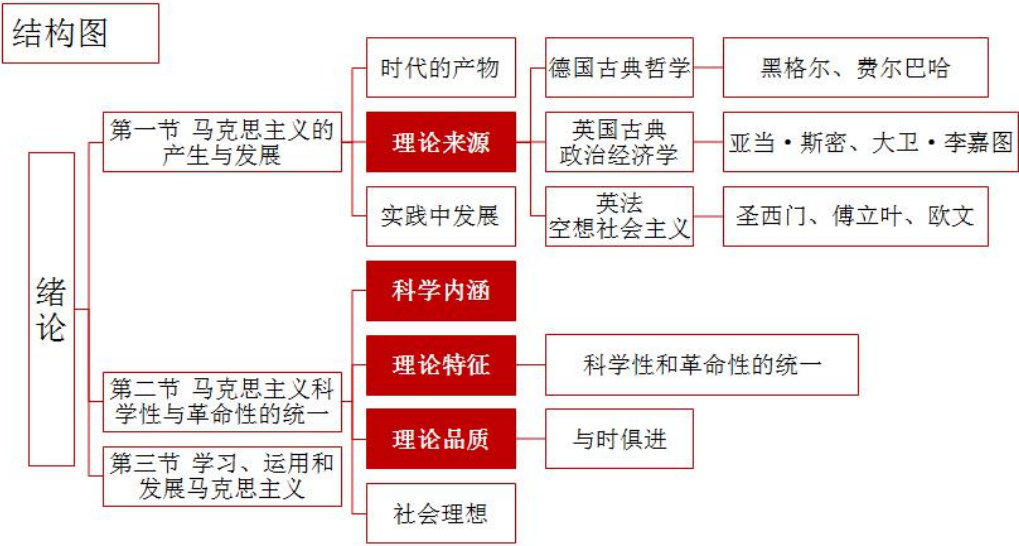 结构图
绪论
第一节 马克思主义的
产生与发展
时代的产物
理论来源
德国古典哲学
黑格尔、费尔巴哈
英国古典
政治经济学
亚当·斯密、大卫·李嘉图
英法
空想社会主义
圣西门、傅立叶、欧文
实践中发展
第二节 马克思主义科
学性与革命性的统一
科学内涵
理论特征
科学性和革命性的统一
理论品质
与时俱进
社会理想
第三节 学习、运用和
发展马克思主义